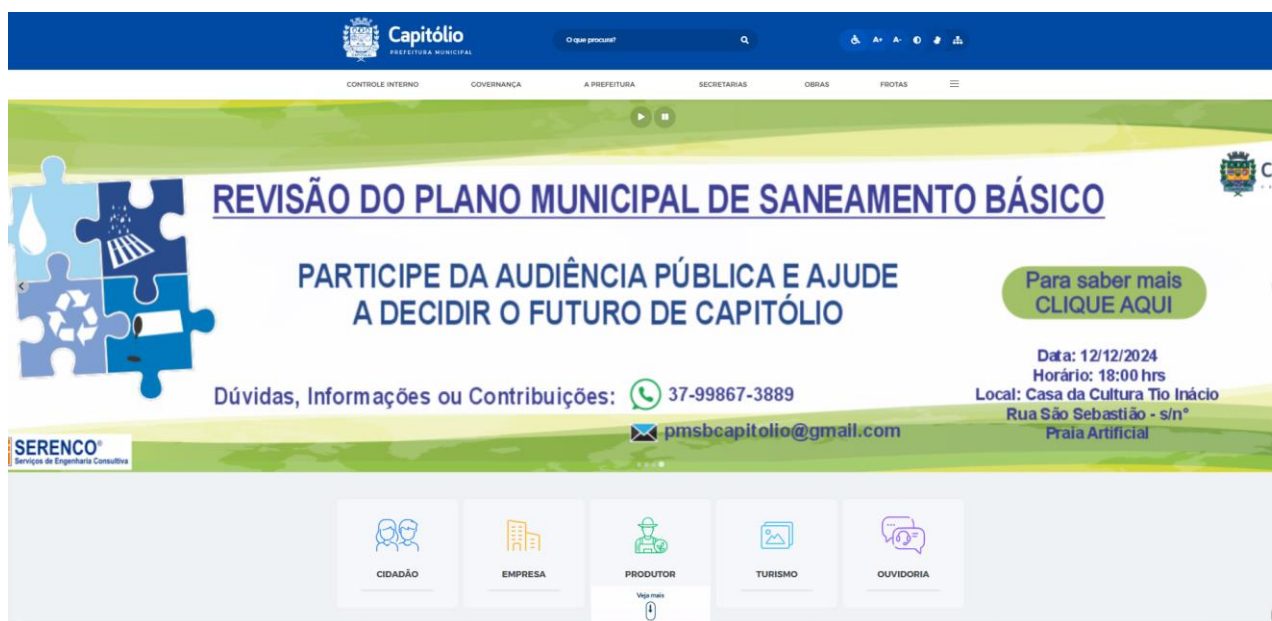 Capitólio
PREFEITURA MUNICIPAL
O que procura?
A+ A-
CONTROLE INTERNO GOVERNANÇA A PREFEITURA SECRETARIAS OBRAS FROTAS
C
REVISÃO DO PLANO MUNICIPAL DE SANEAMENTO BÁSICO
PARTICIPE DA AUDIÊNCIA PÚBLICA E AJUDE
A DECIDIR O FUTURO DE CAPITÓLIO
Para saber mais
CLIQUE AQUI
Data: 12/12/2024
Horário: 18:00 hrs
Local: Casa da Cultura Tio Inácio
Rua São Sebastião - s/n°
Praia Artificial
Dúvidas, Informações ou Contribuições: 37-99867-3889
pmsbcapitolio@gmail.com
SERENCO®
Serviços de Engenharia Consultiva
CIDADÃO EMPRESA PRODUTOR TURISMO OUVIDORIA
Veja mais